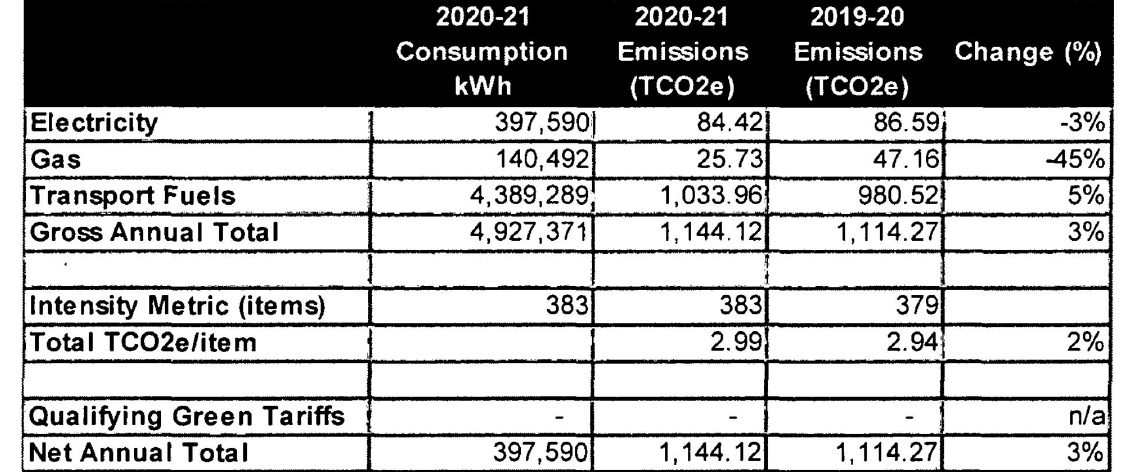 2020-21 2020-21 2019-20
Consumption Emissions Emissions Change (%)
kWh (TCO2e) (TCO2e)
Electricity 397,590 84.42 86.59 -3%
Gas 140,492 25.73 47.16 -45%
Transport Fuels 4,389,289 1,033.96 980.52 5%
Gross Annual Total 4,927,371 1,144.12 1,114.27 3%
Intensity Metric (items) 383 383 379
Total TCO2e/item 2.99 2.94 2%
Qualifying Green Tariffs - - - n/a
Net Annual Total 397,590 1,144.12 1,114.27 3%